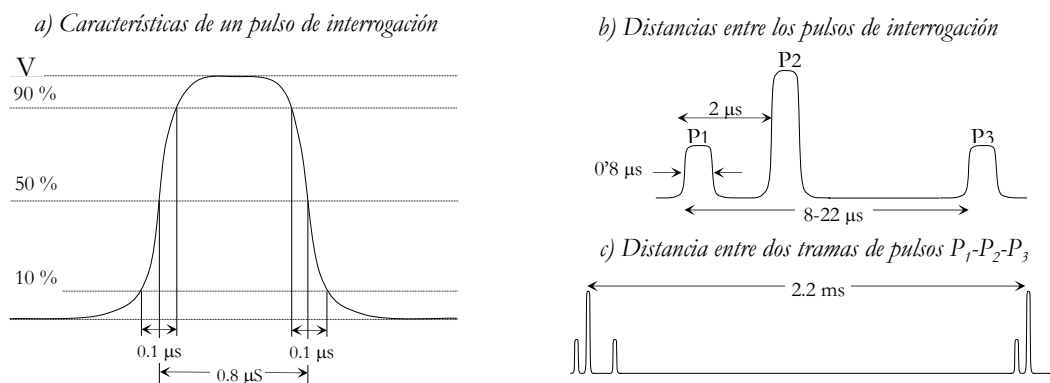 a) Características de un pulso de interrogación
V
90 %
50 %
10 %
0.1 µs
0.1 µs
0.8 µS
b) Distancias entre los pulsos de interrogación
P2
2 µs
P1
P3
0'8 µs
8-22 µs
c) Distancia entre dos tramas de pulsos P₁-P₂-P₃
2.2 ms